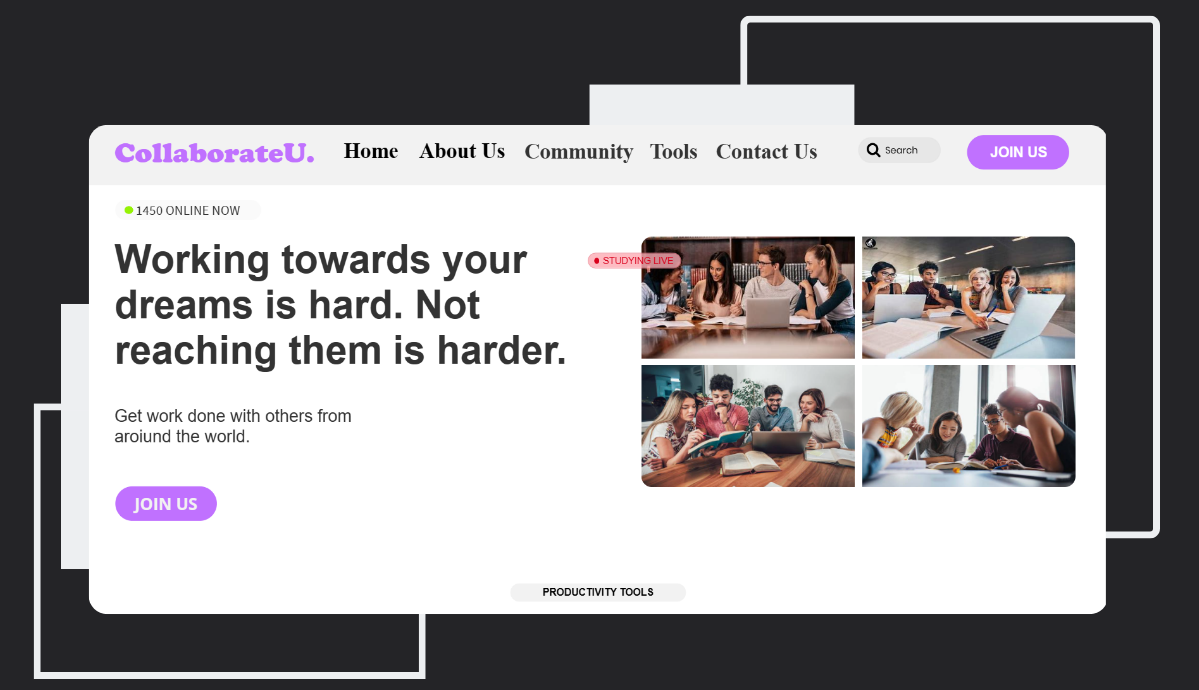 CollaborateU.
Home About Us Community Tools Contact Us
Search
JOIN US
1450 ONLINE NOW
Working towards your
dreams is hard. Not
reaching them is harder.
STUDYING LIVE
Get work done with others from
aroiund the world.
JOIN US
PRODUCTIVITY TOOLS